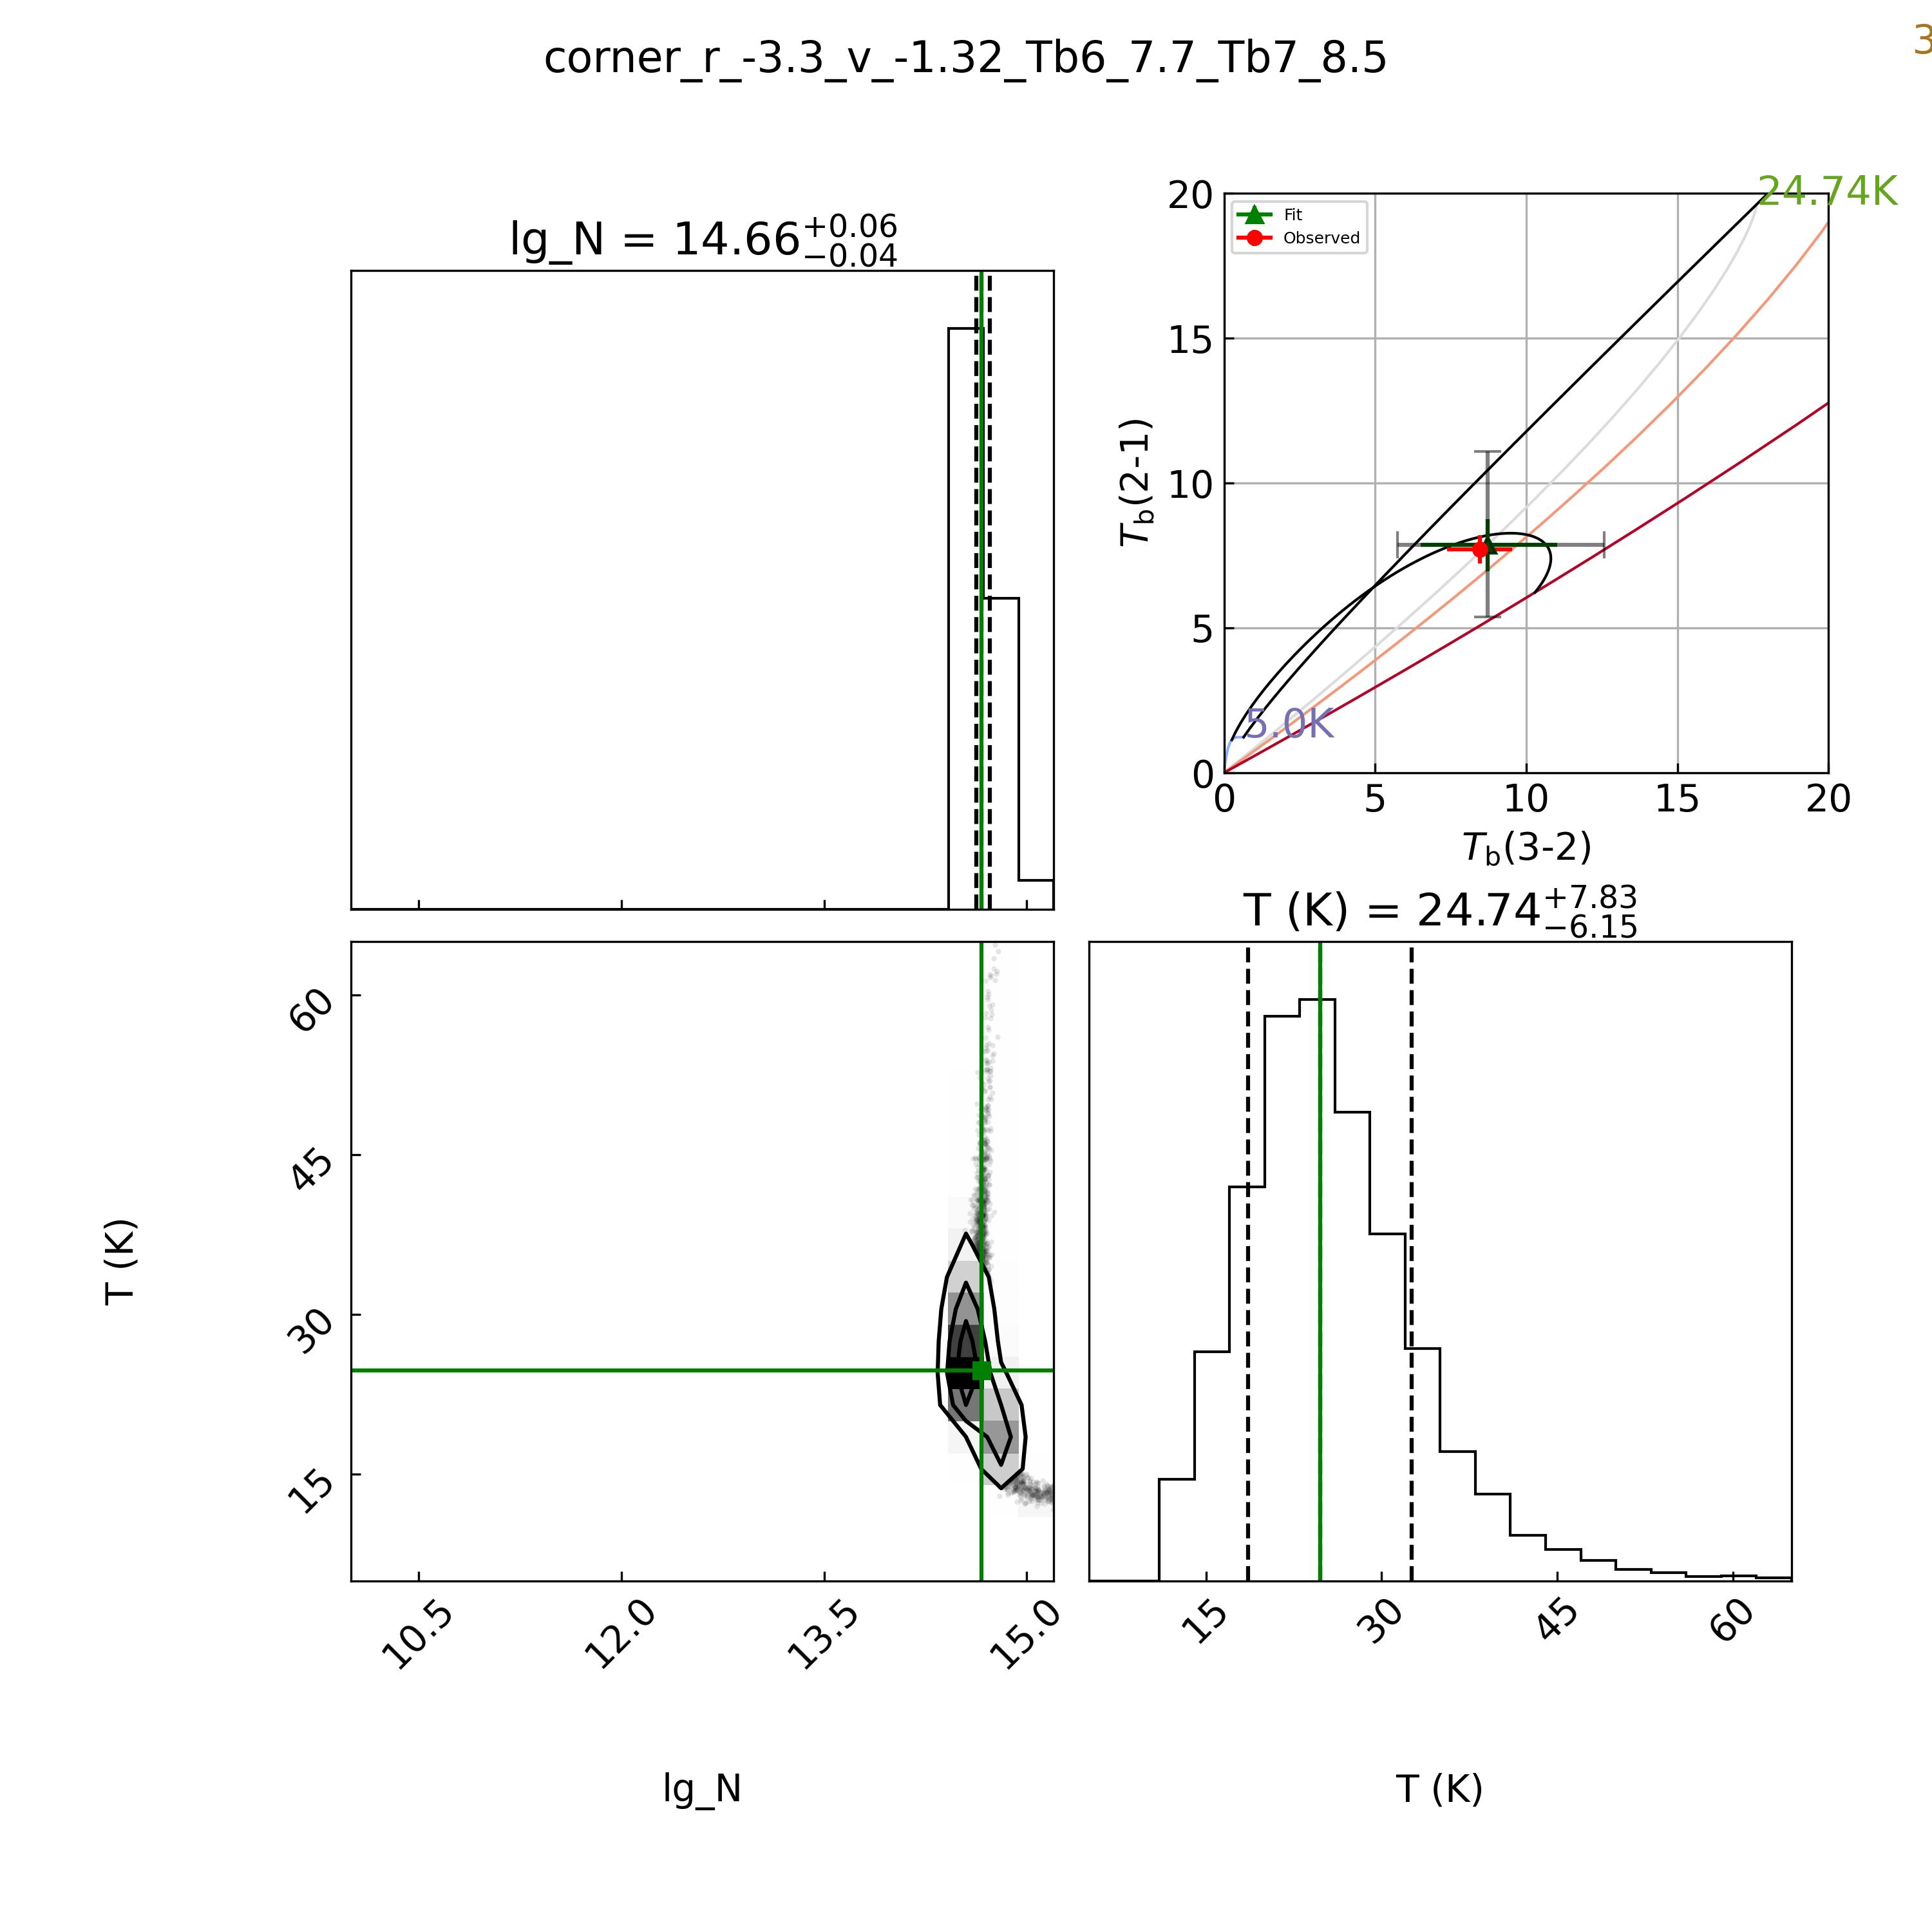 corner_r_-3.3_v_-1.32_Tb6_7.7_Tb7_8.5
3
lg_N = 14.66 +0.06 −0.04
24.74K
20
15
10
5
0
T_b(2-1)
Fit
Observed
5.0K
0 5 10 15 20
T_b(3-2)
T (K) = 24.74 +7.83 −6.15
T (K)
60
45
30
15
10.5 12.0 13.5 15.0
15 30 45 60
lg_N
T (K)